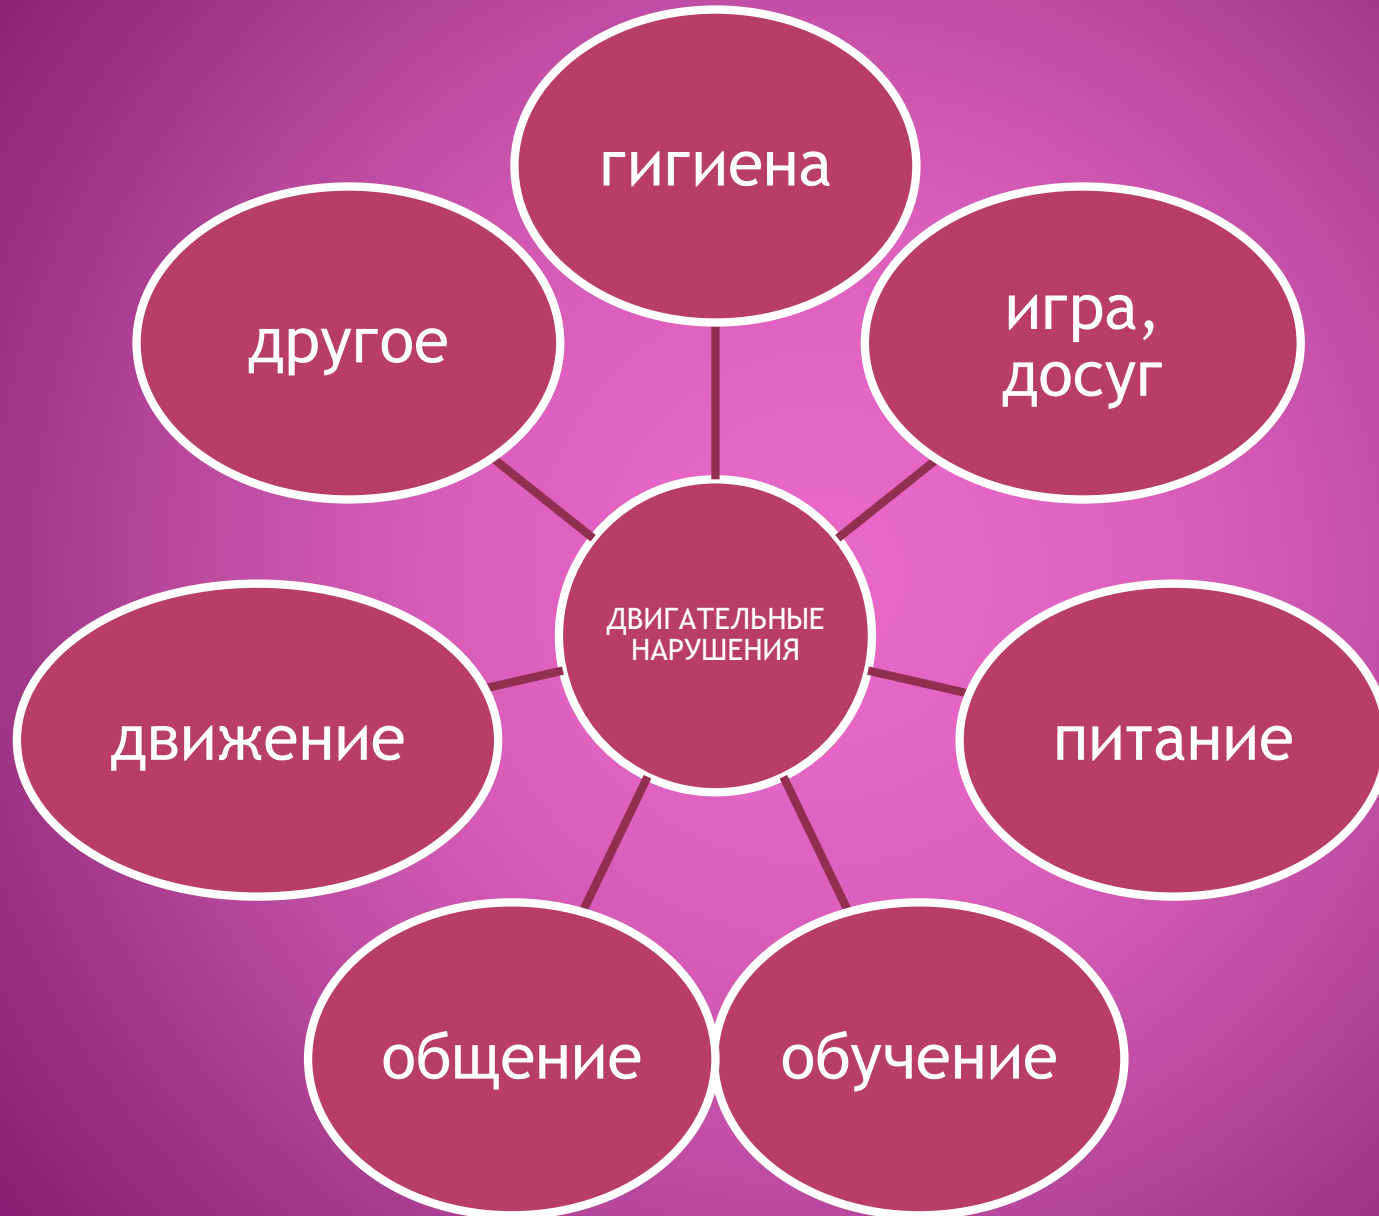 гигиена
другое
игра,
досуг
ДВИГАТЕЛЬНЫЕ
НАРУШЕНИЯ
движение
питание
общение
обучение